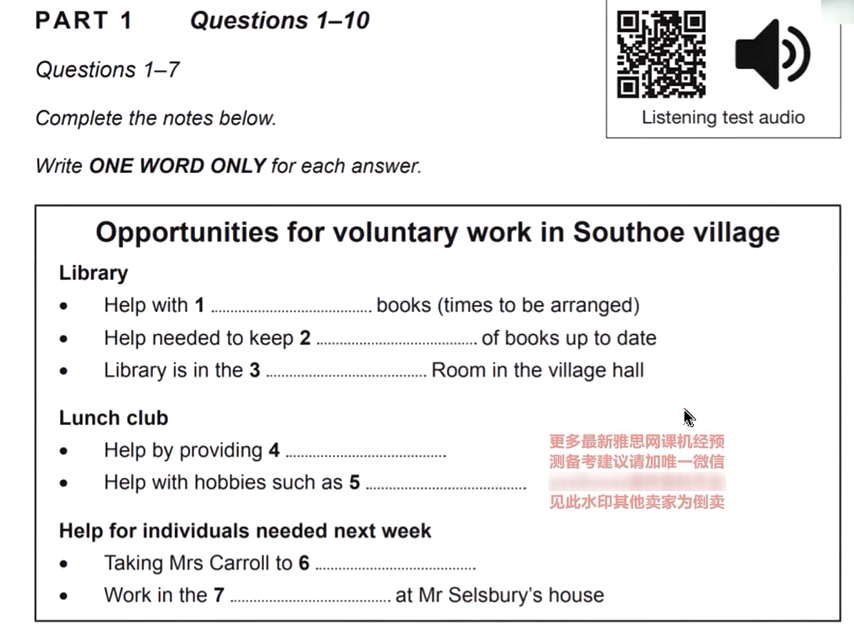 PART 1 Questions 1–10
Listening test audio
Questions 1–7
Complete the notes below.
Write ONE WORD ONLY for each answer.
Opportunities for voluntary work in Southoe village
Library
• Help with 1 ........................................ books (times to be arranged)
• Help needed to keep 2 ........................................ of books up to date
• Library is in the 3 ........................................ Room in the village hall
Lunch club
• Help by providing 4 ........................................
• Help with hobbies such as 5 ........................................
更多最新雅思网课机经预
测备考建议请加唯一微信
见此水印其他卖家为倒卖
Help for individuals needed next week
• Taking Mrs Carroll to 6 ........................................
• Work in the 7 ........................................ at Mr Selsbury's house